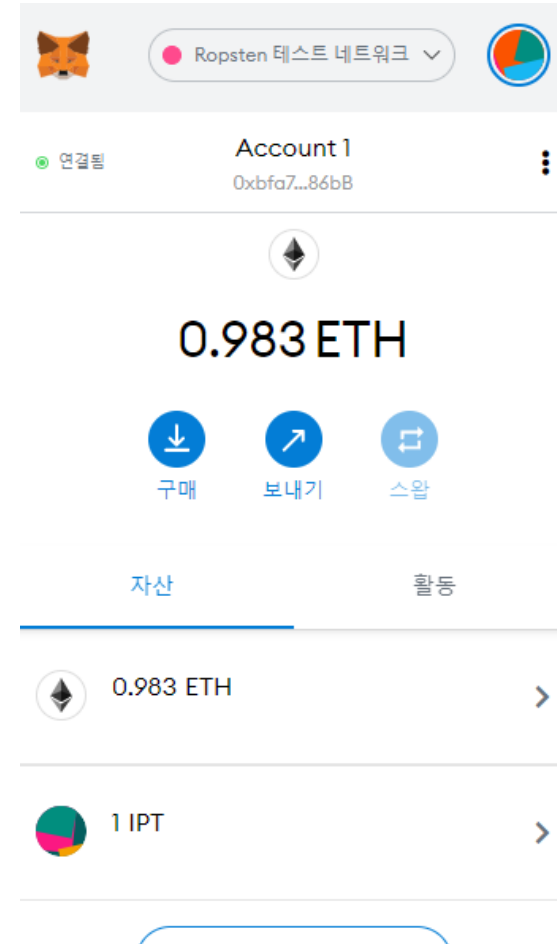 Ropsten 테스트 네트워크
연결됨
Account 1
0xbfa7...86bB
0.983 ETH
구매
보내기
스왑
자산
활동
0.983 ETH
1 IPT